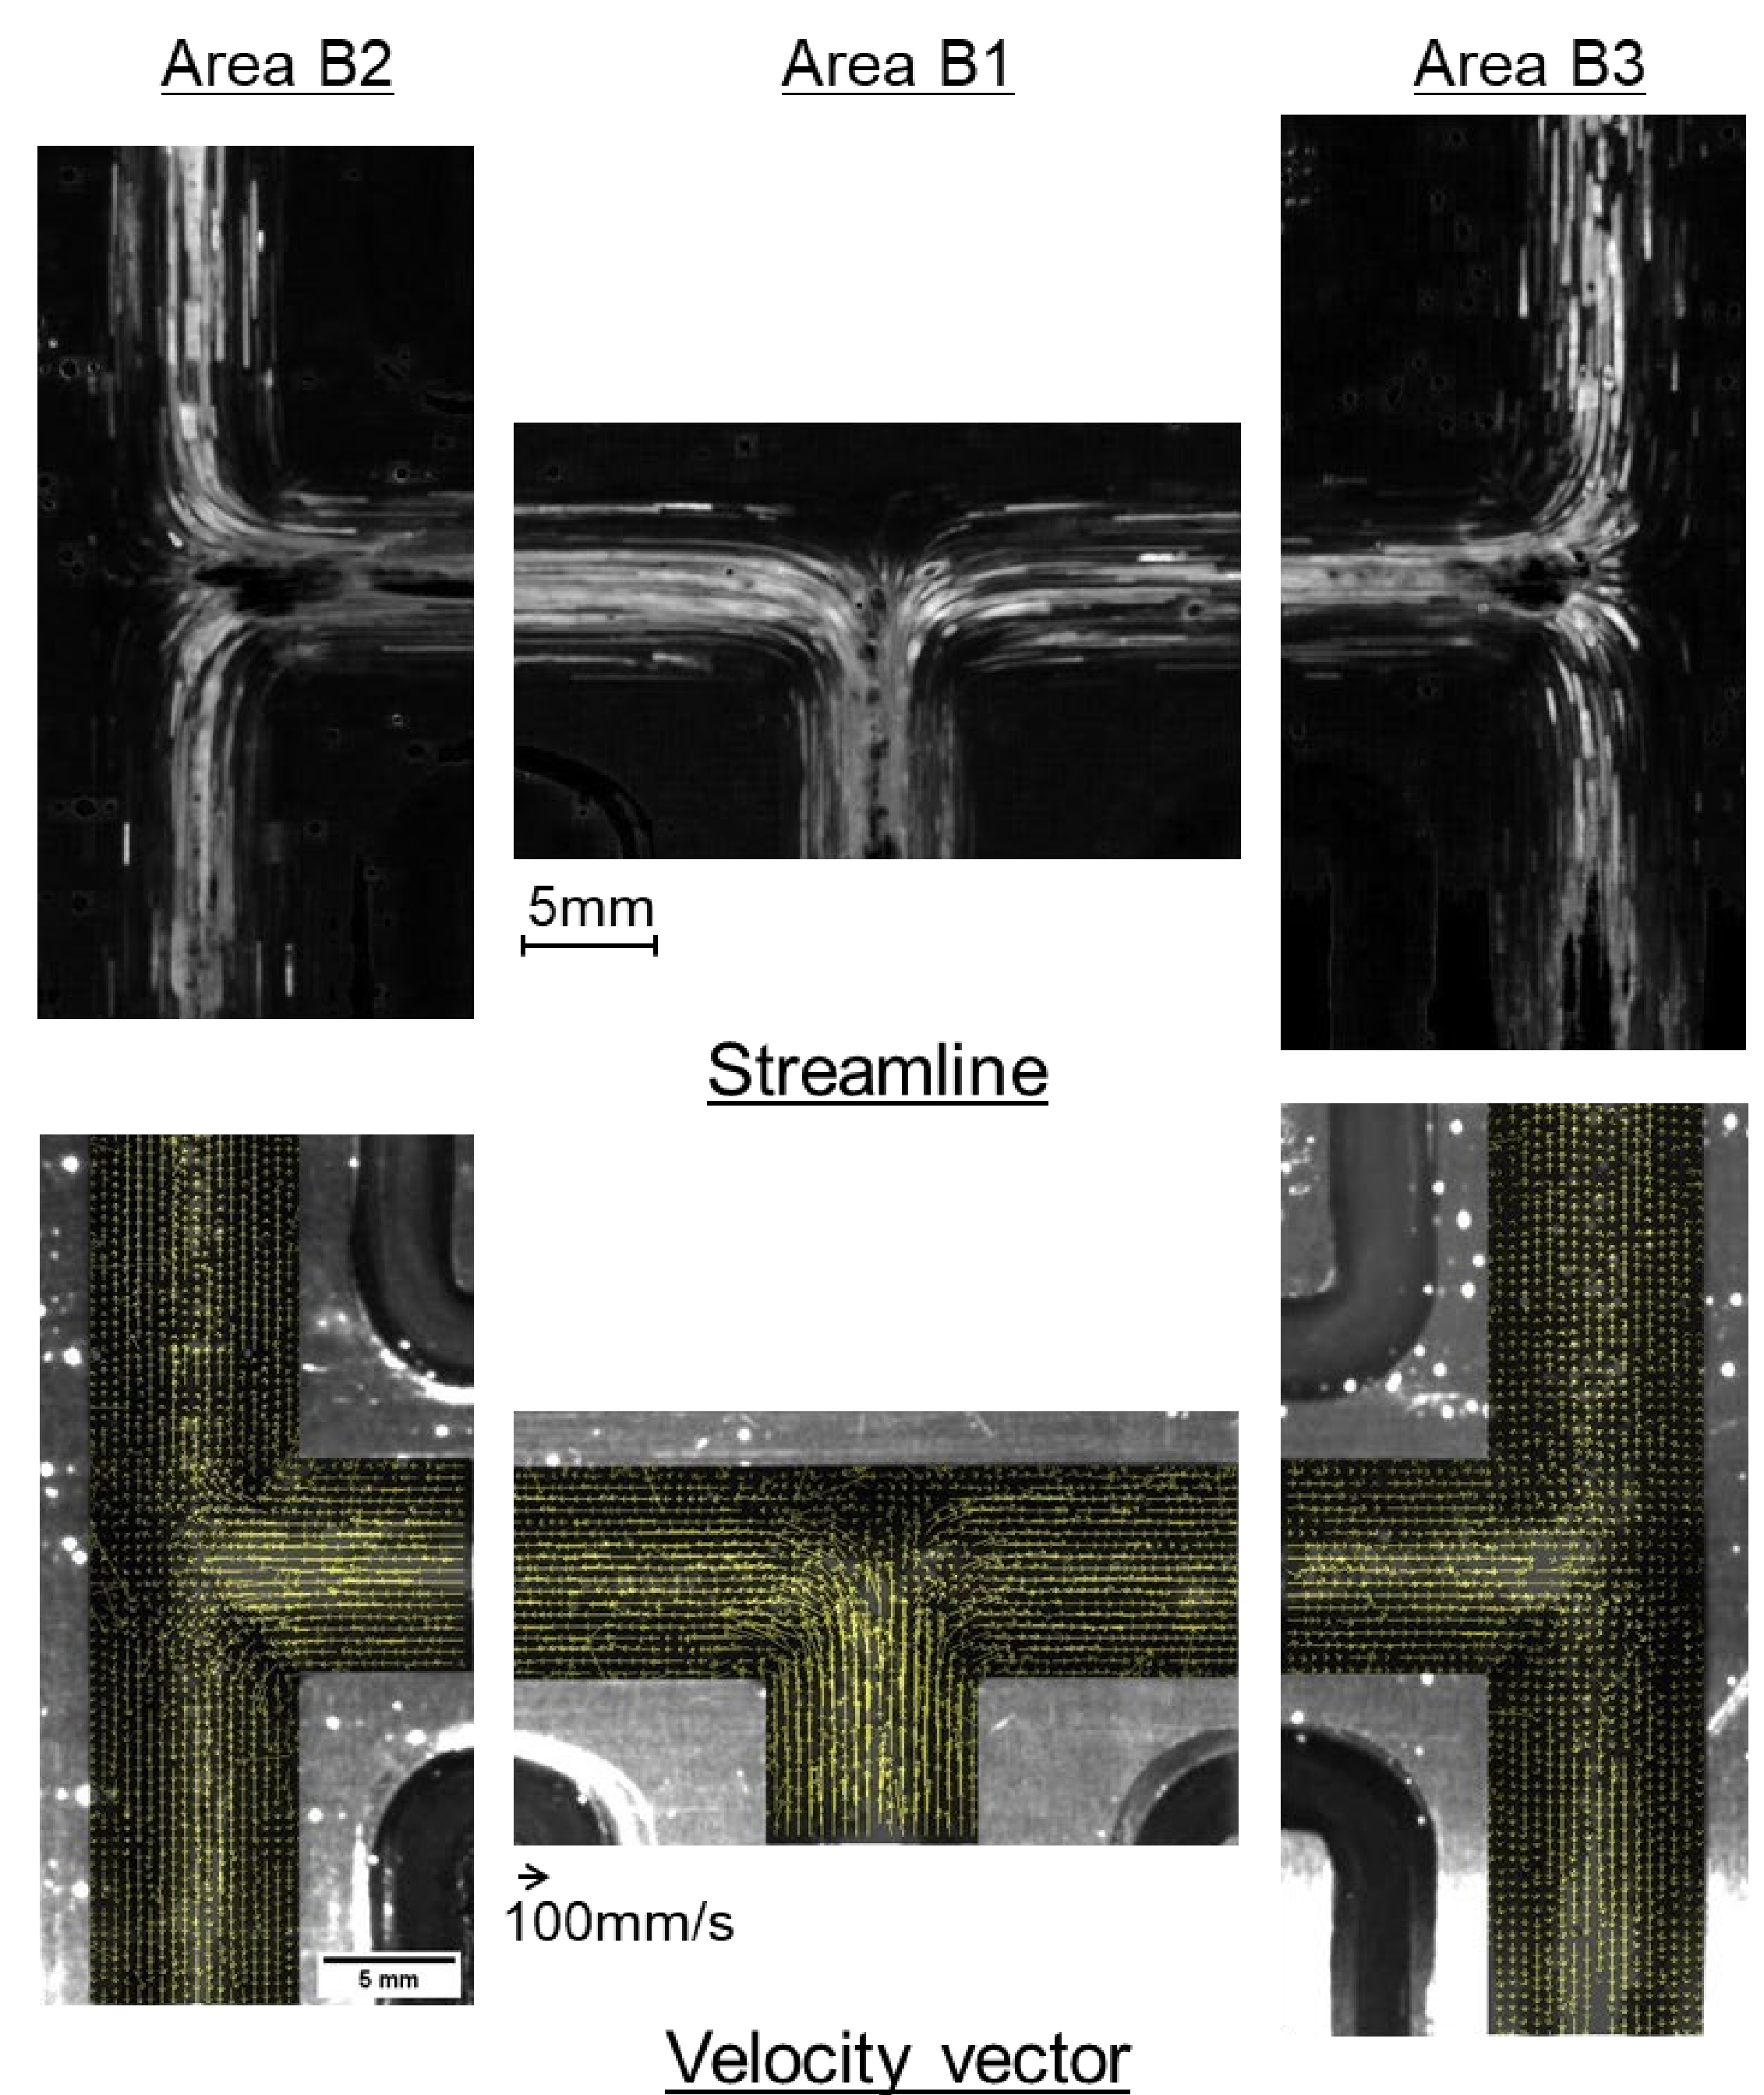 Area B2
Area B1
Area B3
5mm
Streamline
100mm/s
5 mm
Velocity vector